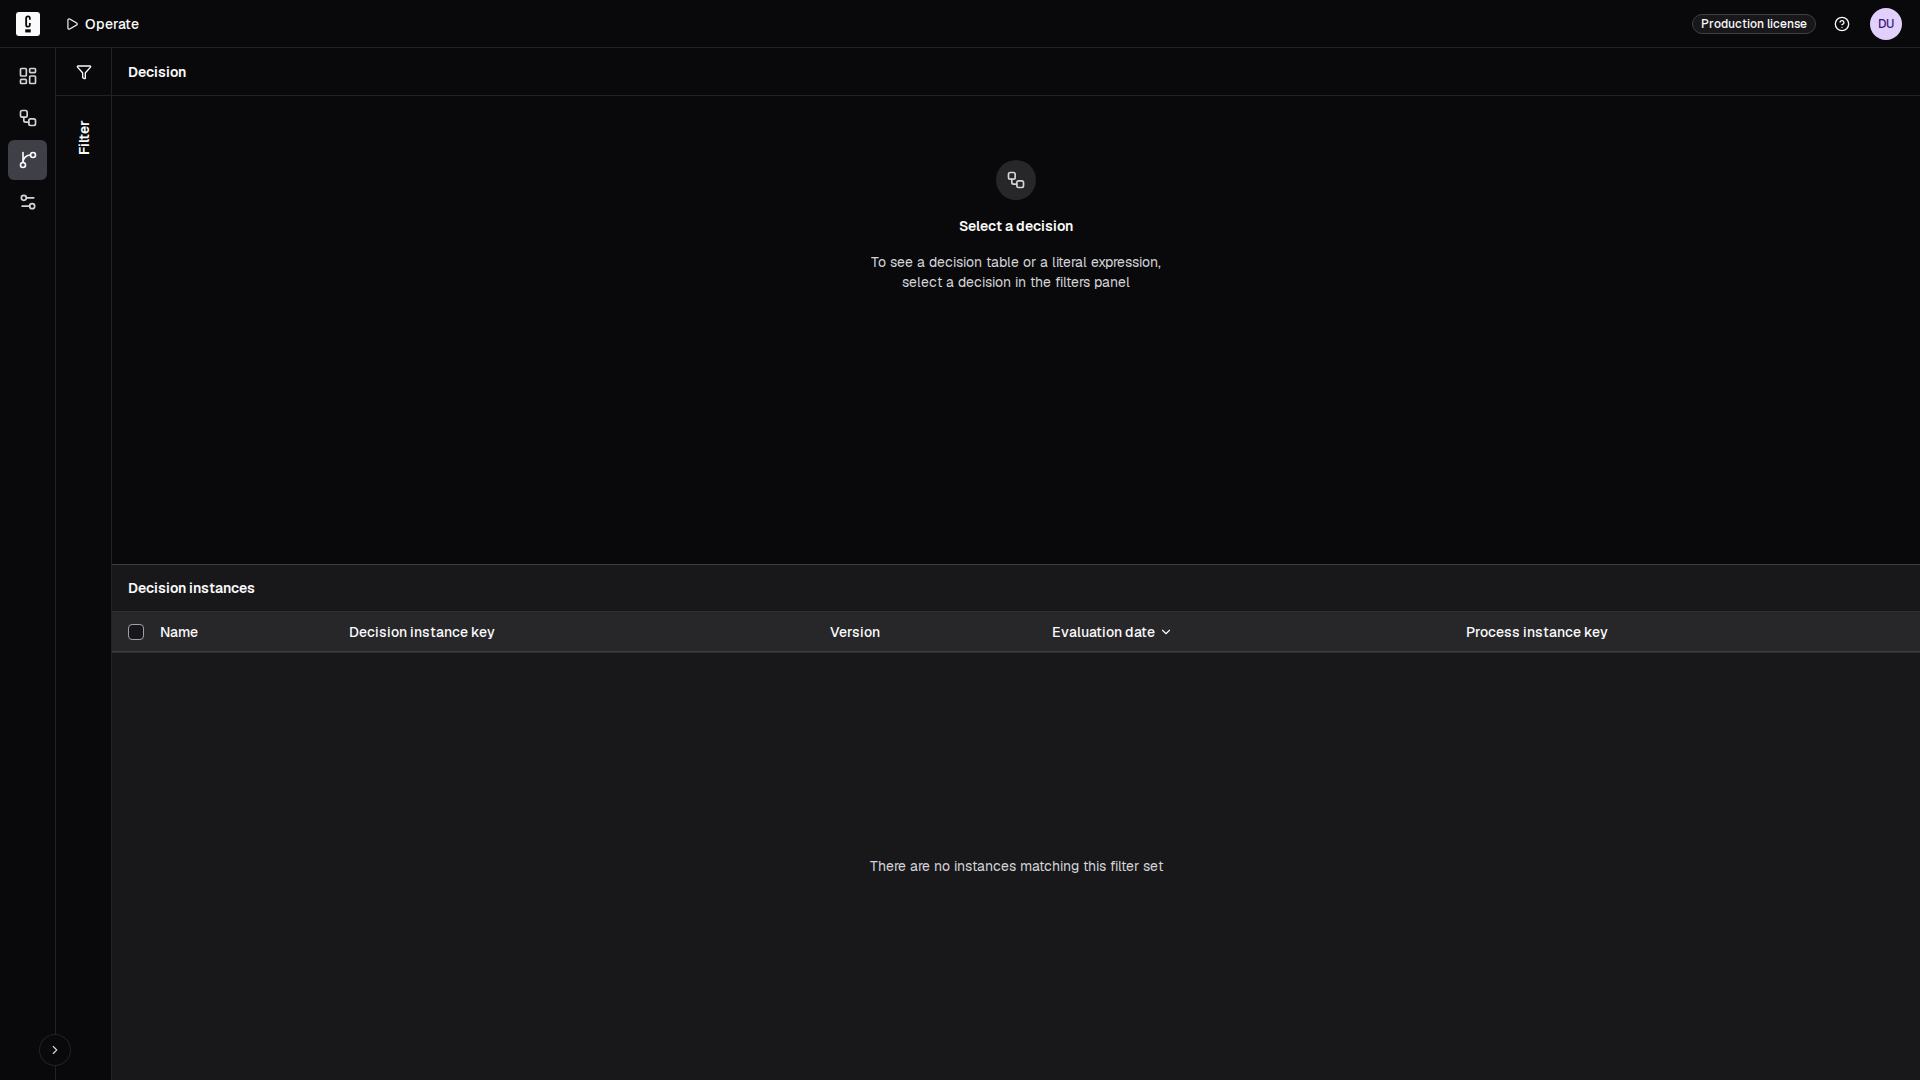 Operate
Production license
DU
Decision
Filter
Select a decision
To see a decision table or a literal expression,
select a decision in the filters panel
Decision instances
Name Decision instance key Version Evaluation date Process instance key
There are no instances matching this filter set